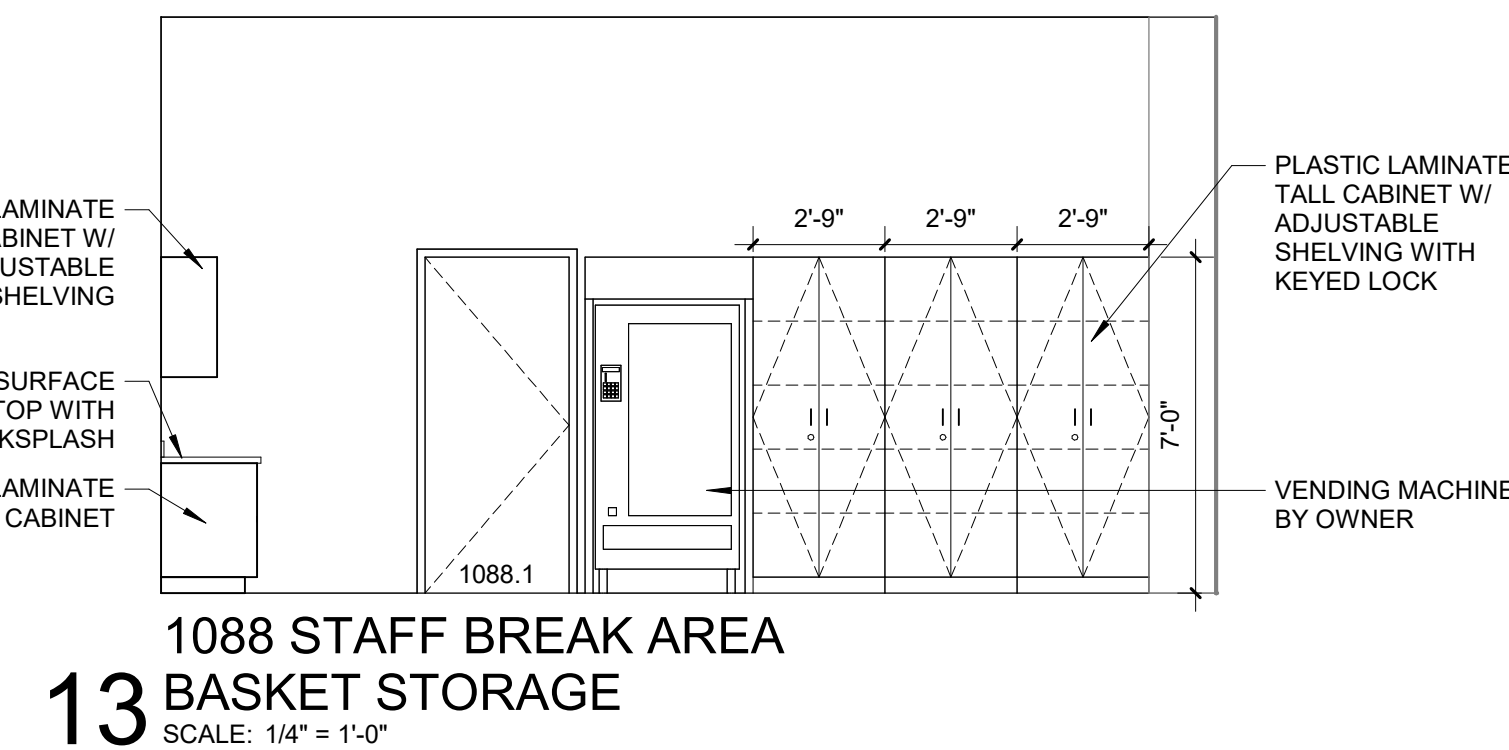 LAMINATE
ABINET W/
USTABLE
SHELVING
SURFACE
TOP WITH
KSPLASH
LAMINATE
CABINET
2'-9" 2'-9" 2'-9"
7'-0"
PLASTIC LAMINATE
TALL CABINET W/
ADJUSTABLE
SHELVING WITH
KEYED LOCK
VENDING MACHINE
BY OWNER
1088.1
1088 STAFF BREAK AREA
13 BASKET STORAGE
SCALE: 1/4" = 1'-0"